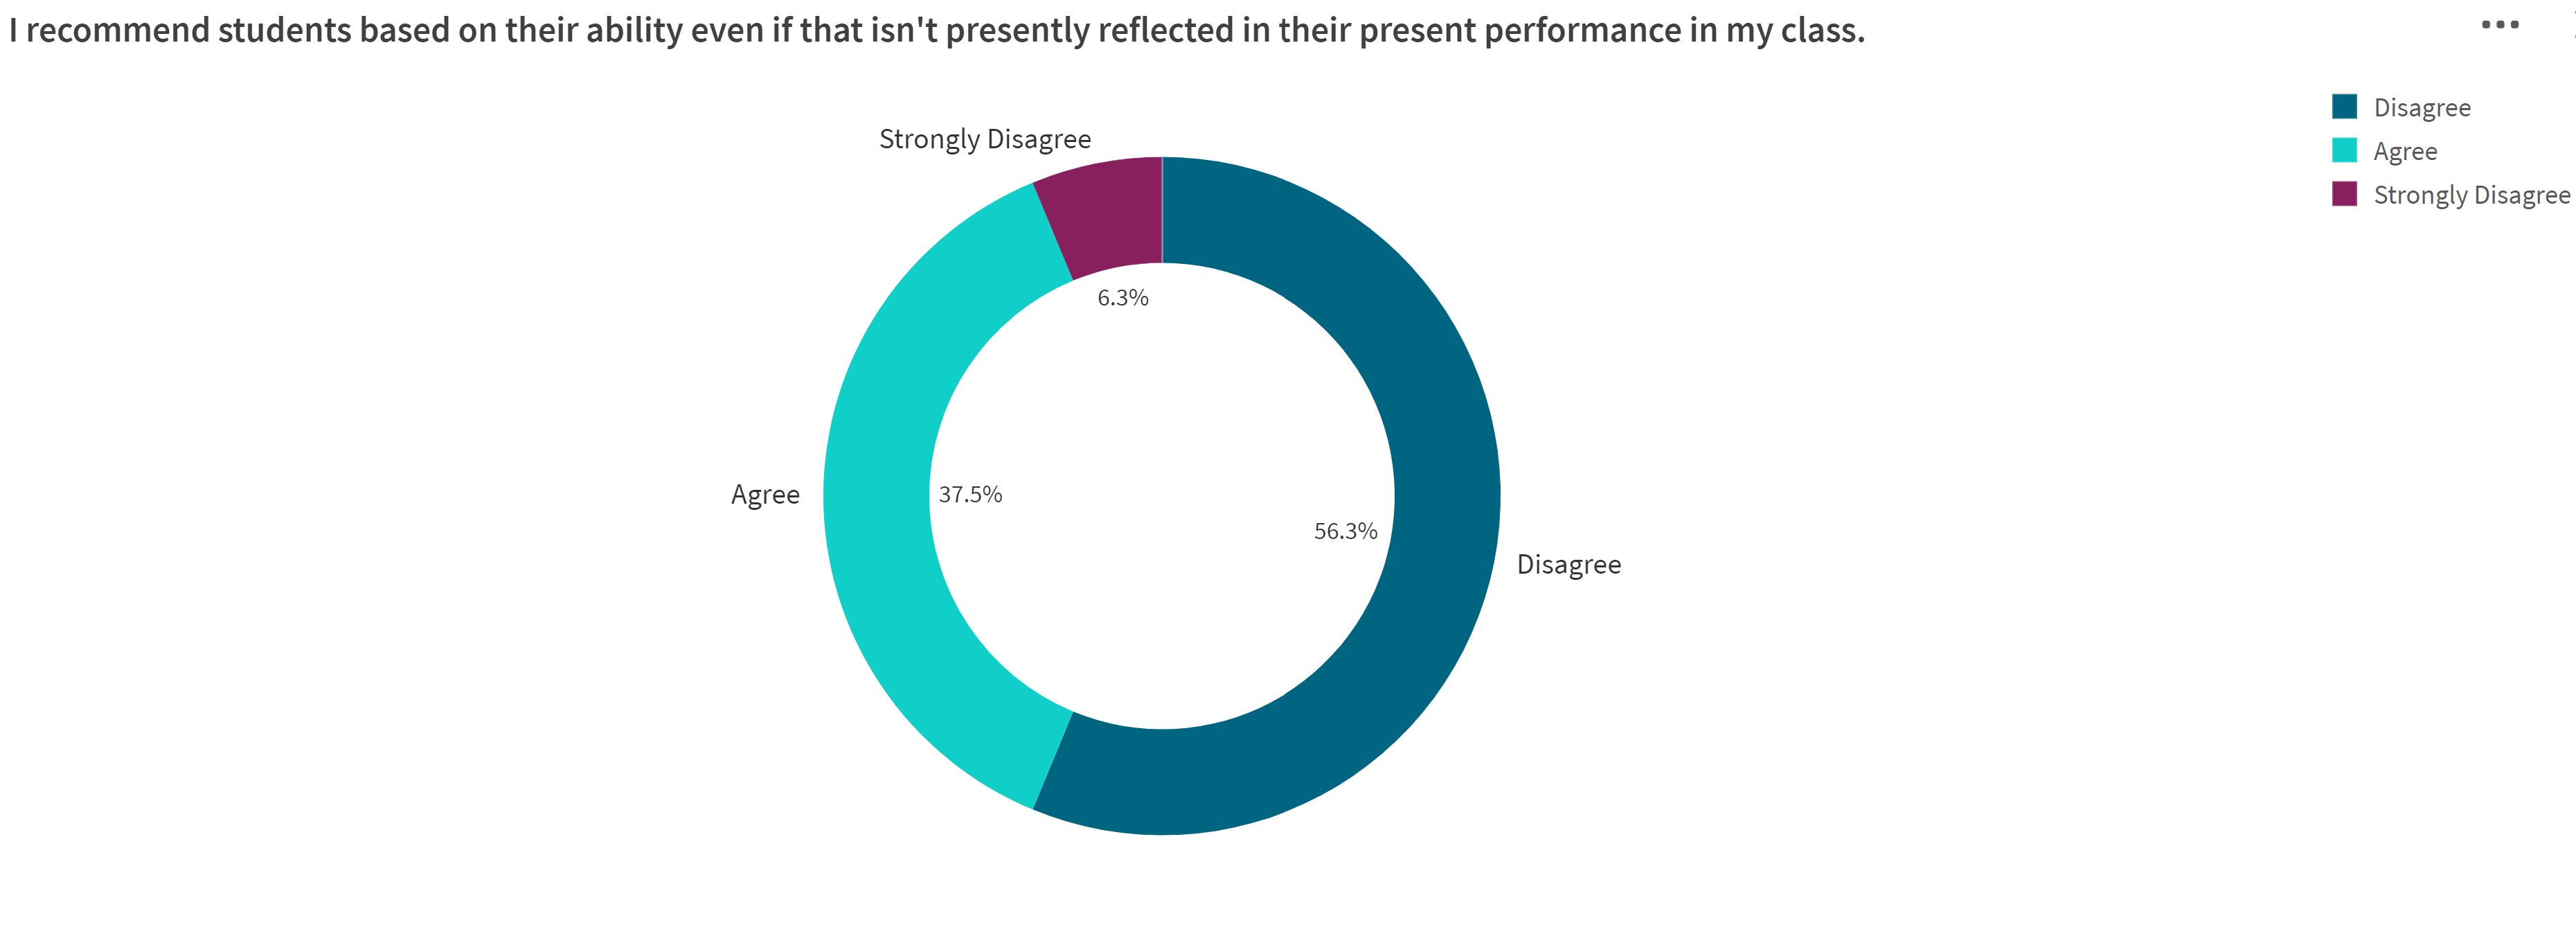 I recommend students based on their ability even if that isn't presently reflected in their present performance in my class.
Disagree
Agree
Strongly Disagree
Strongly Disagree
6.3%
Agree
37.5%
56.3%
Disagree